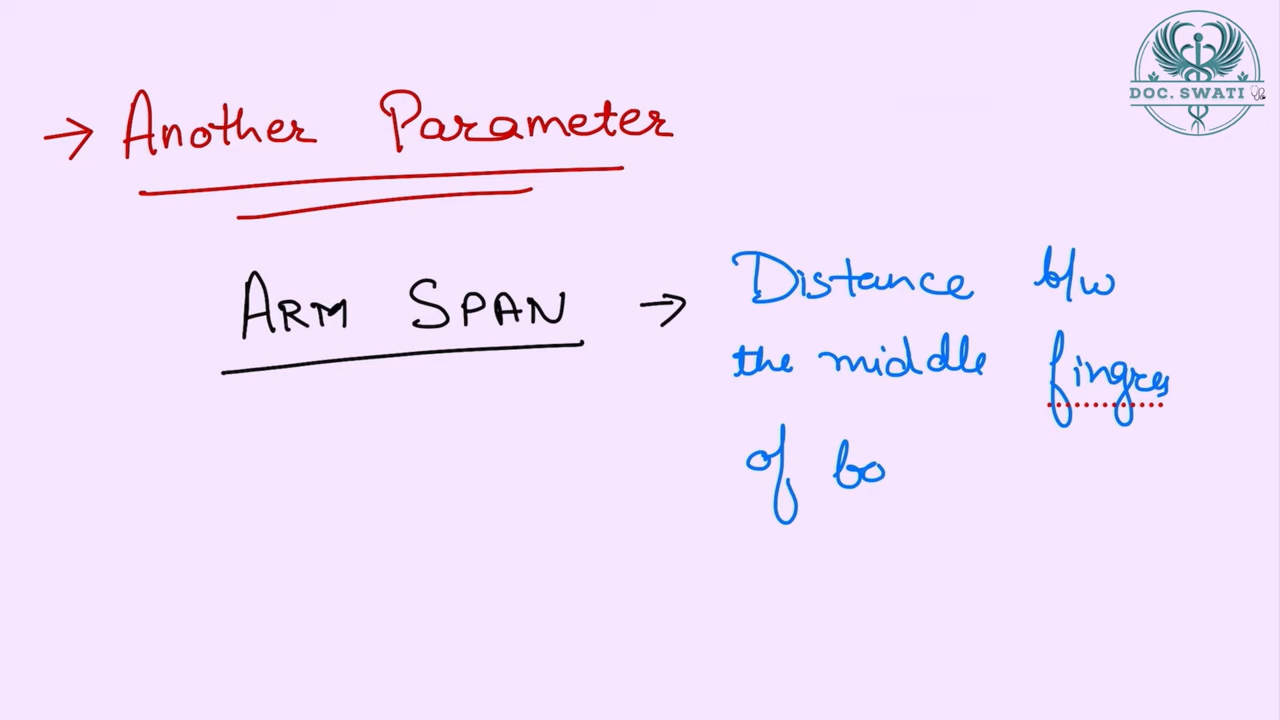 DOC. SWATI
→ Another Parameter
ARM SPAN → Distance b/w
the middle fingres
of bo